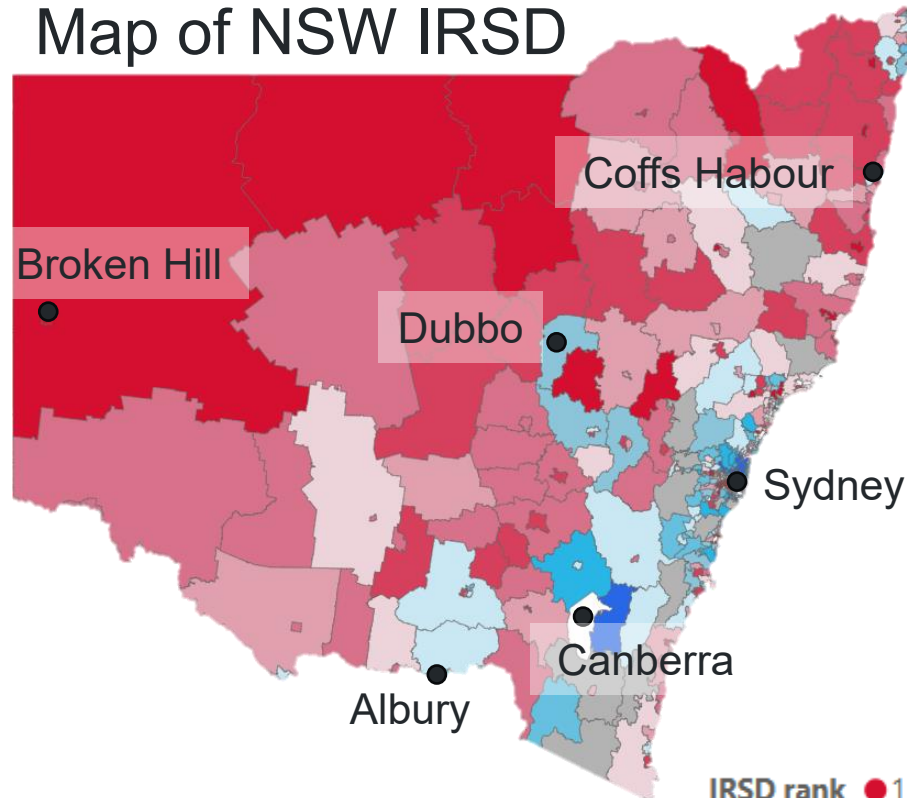 Map of NSW IRSD
Coffs Habour
Broken Hill
Dubbo
Sydney
Canberra
Albury
IRSD rank 1